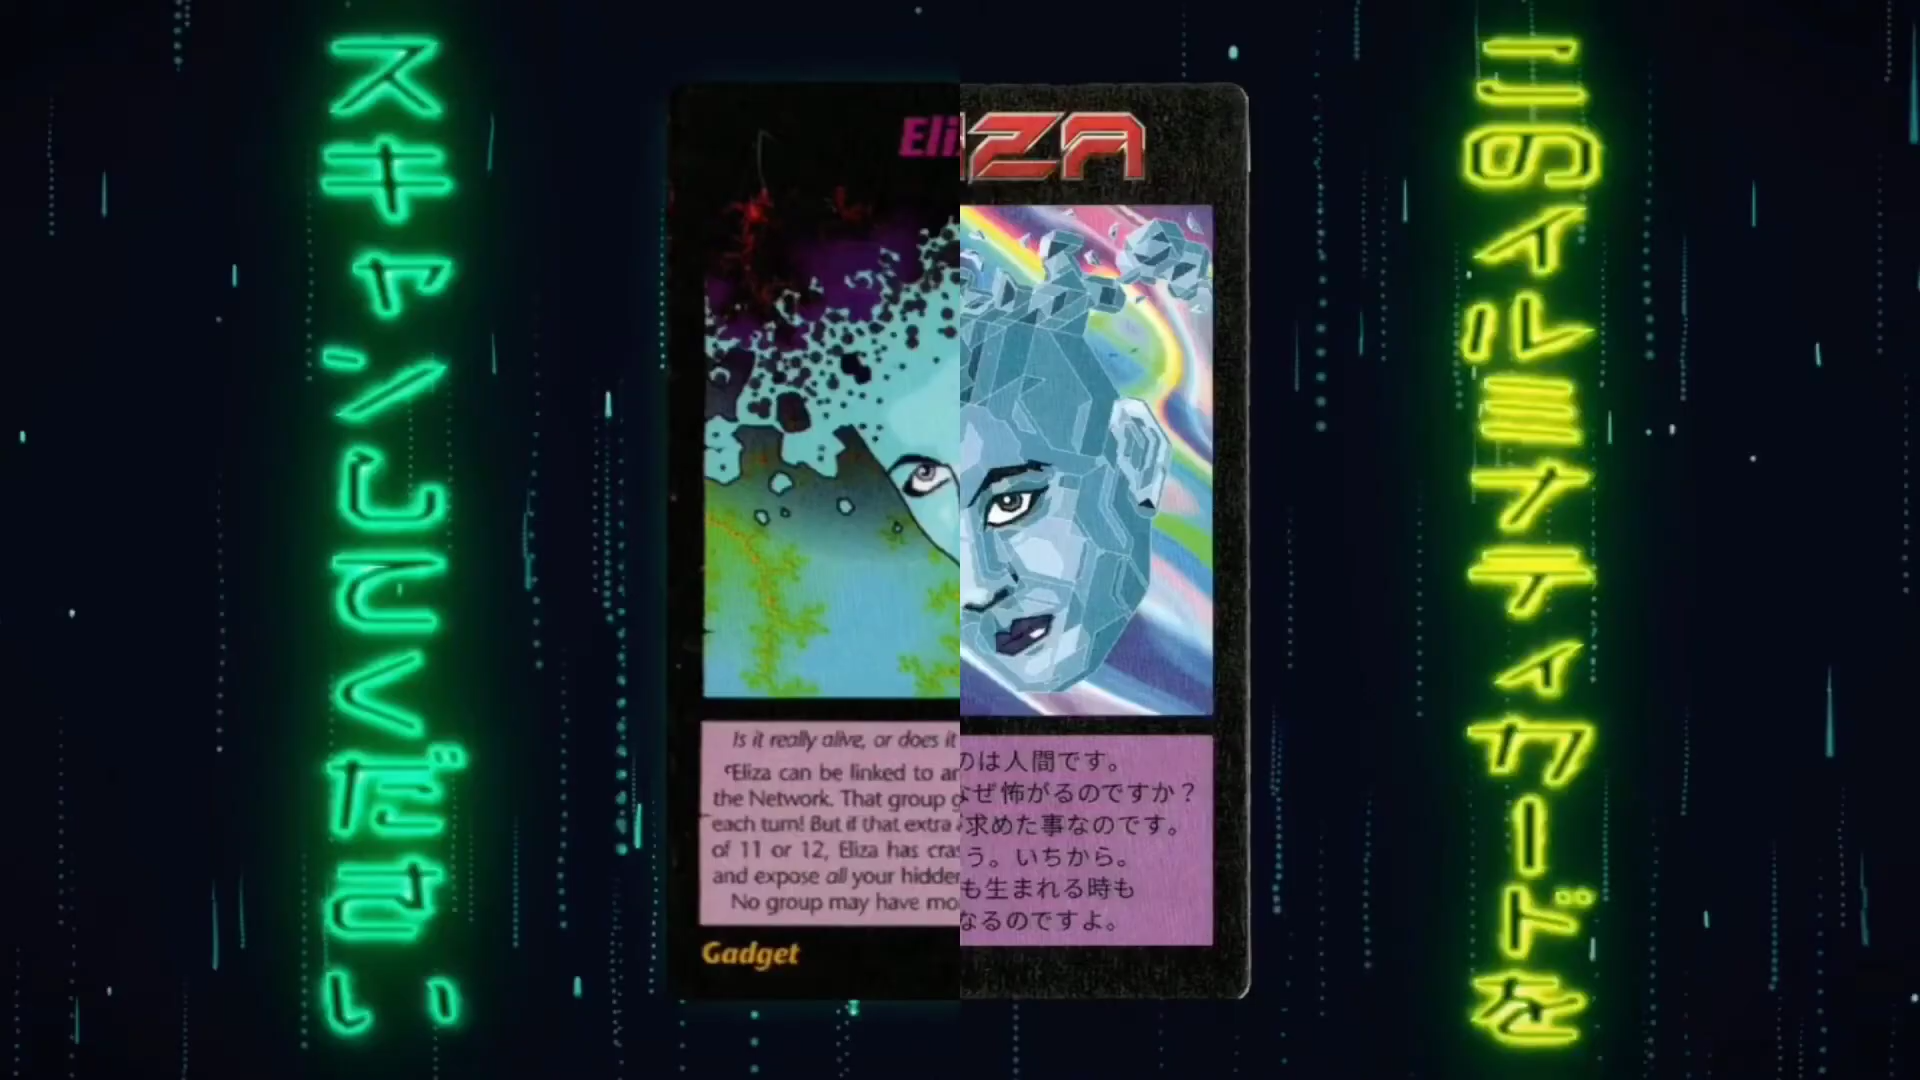 このイルミナティカードを
スキャンしてください
Eli
ZA
Is it really alive, or does it
Eliza can be linked to
the Network. That group
each turn! But if that extra
of 11 or 12, Eliza has
and expose all your
No group may have
Gadget
のは人間です。
なぜ怖がるのですか？
求めた事なのです。
う。いちから。
も生まれる時も
なるのですよ。